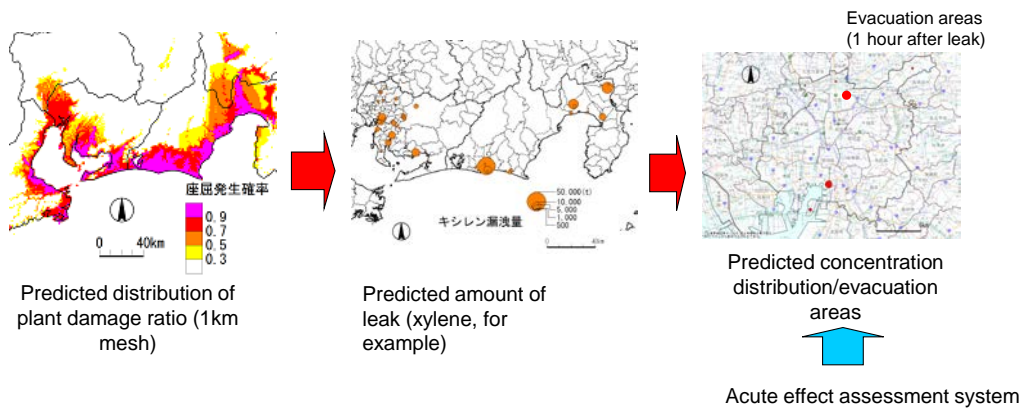 Evacuation areas
(1 hour after leak)
座屈発生確率
0.9
0.7
0.5
0.3
0 40km
Predicted distribution of
plant damage ratio (1km
mesh)
50,000(t)
10,000
5,000
1,000
500
キシレン漏洩量
0 40km
Predicted amount of
leak (xylene, for
example)
Predicted concentration
distribution/evacuation
areas
Acute effect assessment system